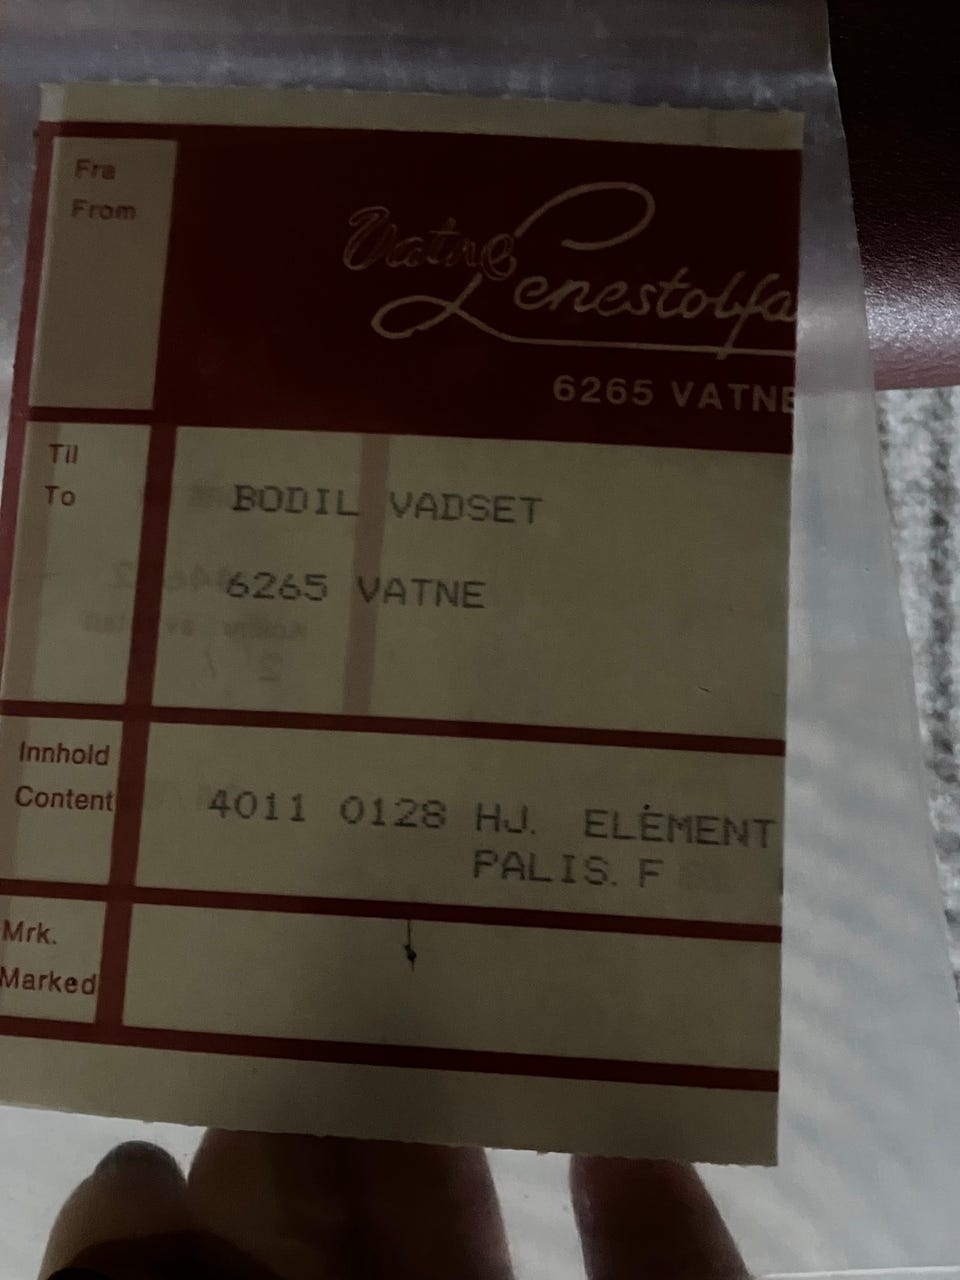 Fra
From
Vatne
Lenestolfa
6265 VATNE
Til
To
BODIL VADSET
6265 VATNE
Innhold
Content
4011 0128 HJ. ELEMENT
PALIS. F
Mrk.
Marked